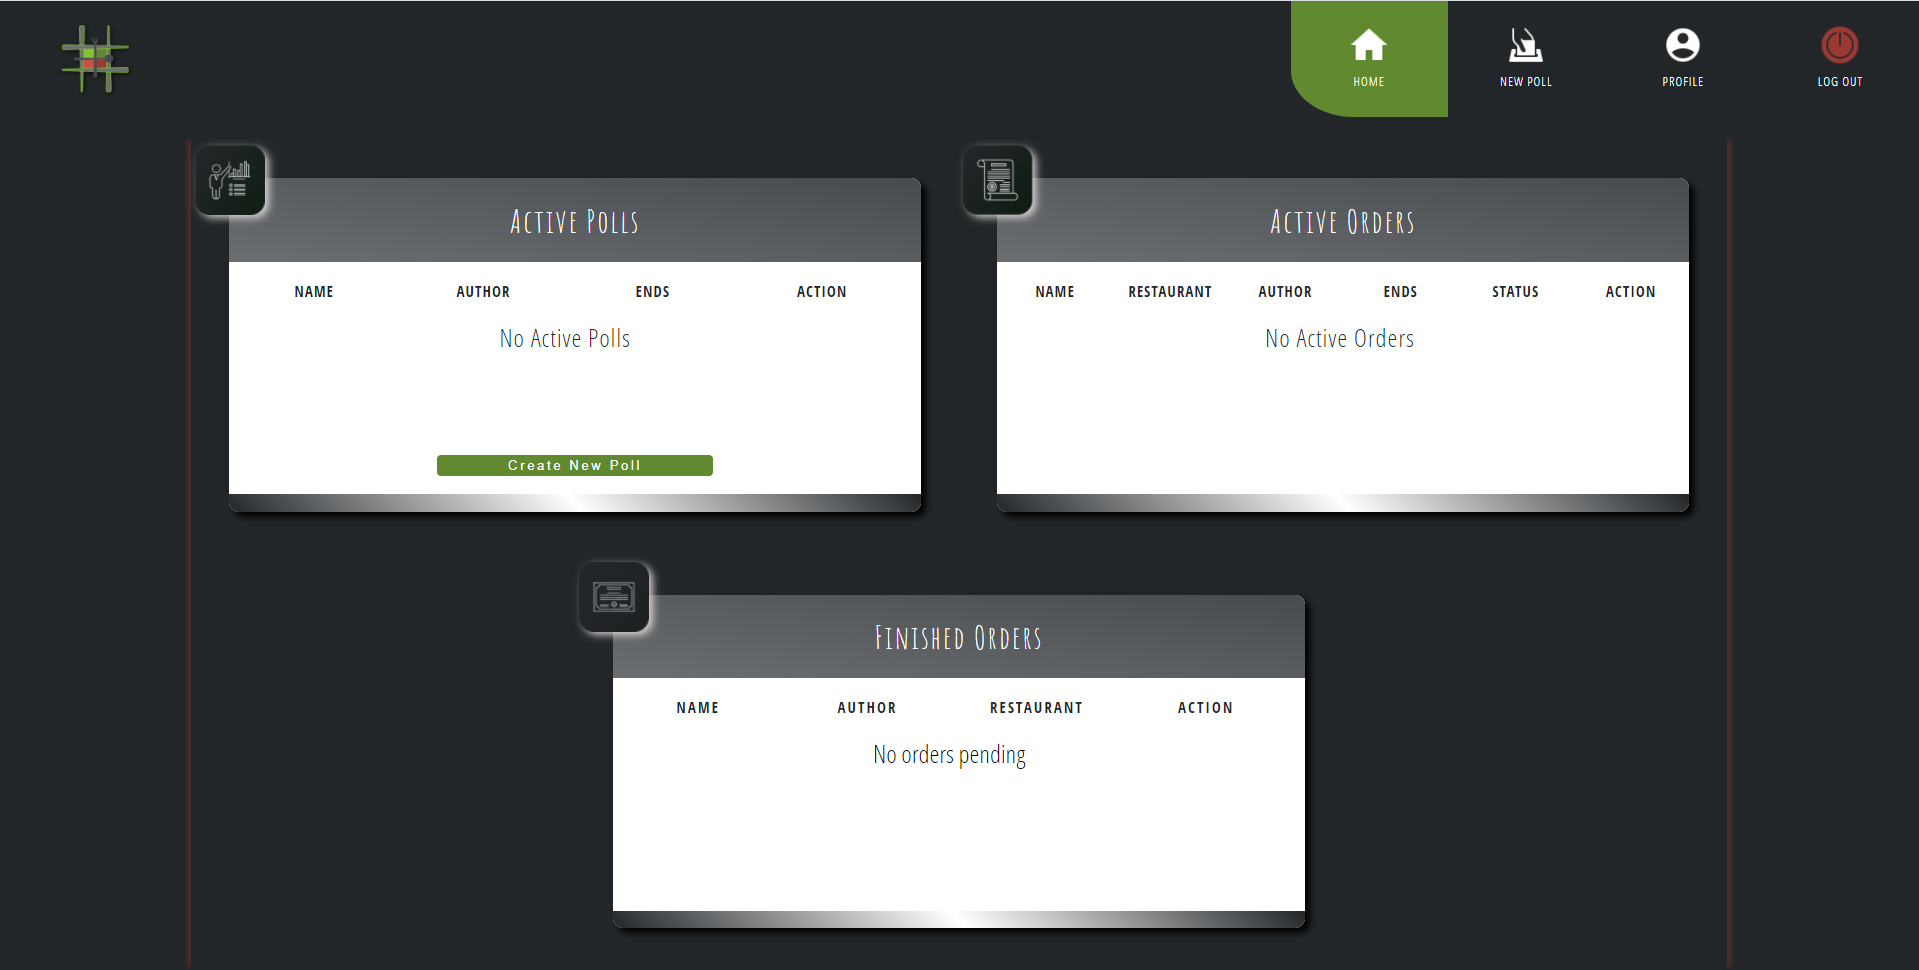 HOME
NEW POLL
PROFILE
LOG OUT
Active Polls
NAME AUTHOR ENDS ACTION
No Active Polls
Create New Poll
Active Orders
NAME RESTAURANT AUTHOR ENDS STATUS ACTION
No Active Orders
Finished Orders
NAME AUTHOR RESTAURANT ACTION
No orders pending